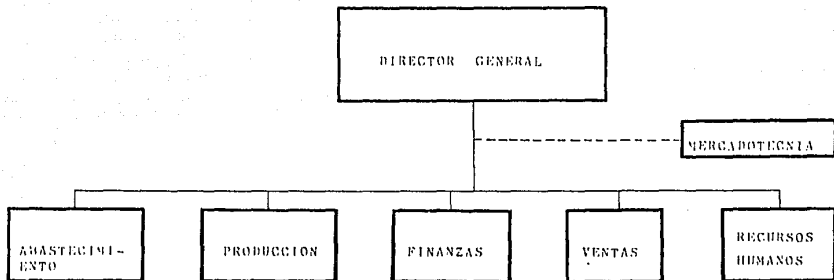 DIRECTOR GENERAL
MERCADOTECNIA
ABASTECIMI-
ENTO
PRODUCCION
FINANZAS
VENTAS
RECURSOS
HUMANOS